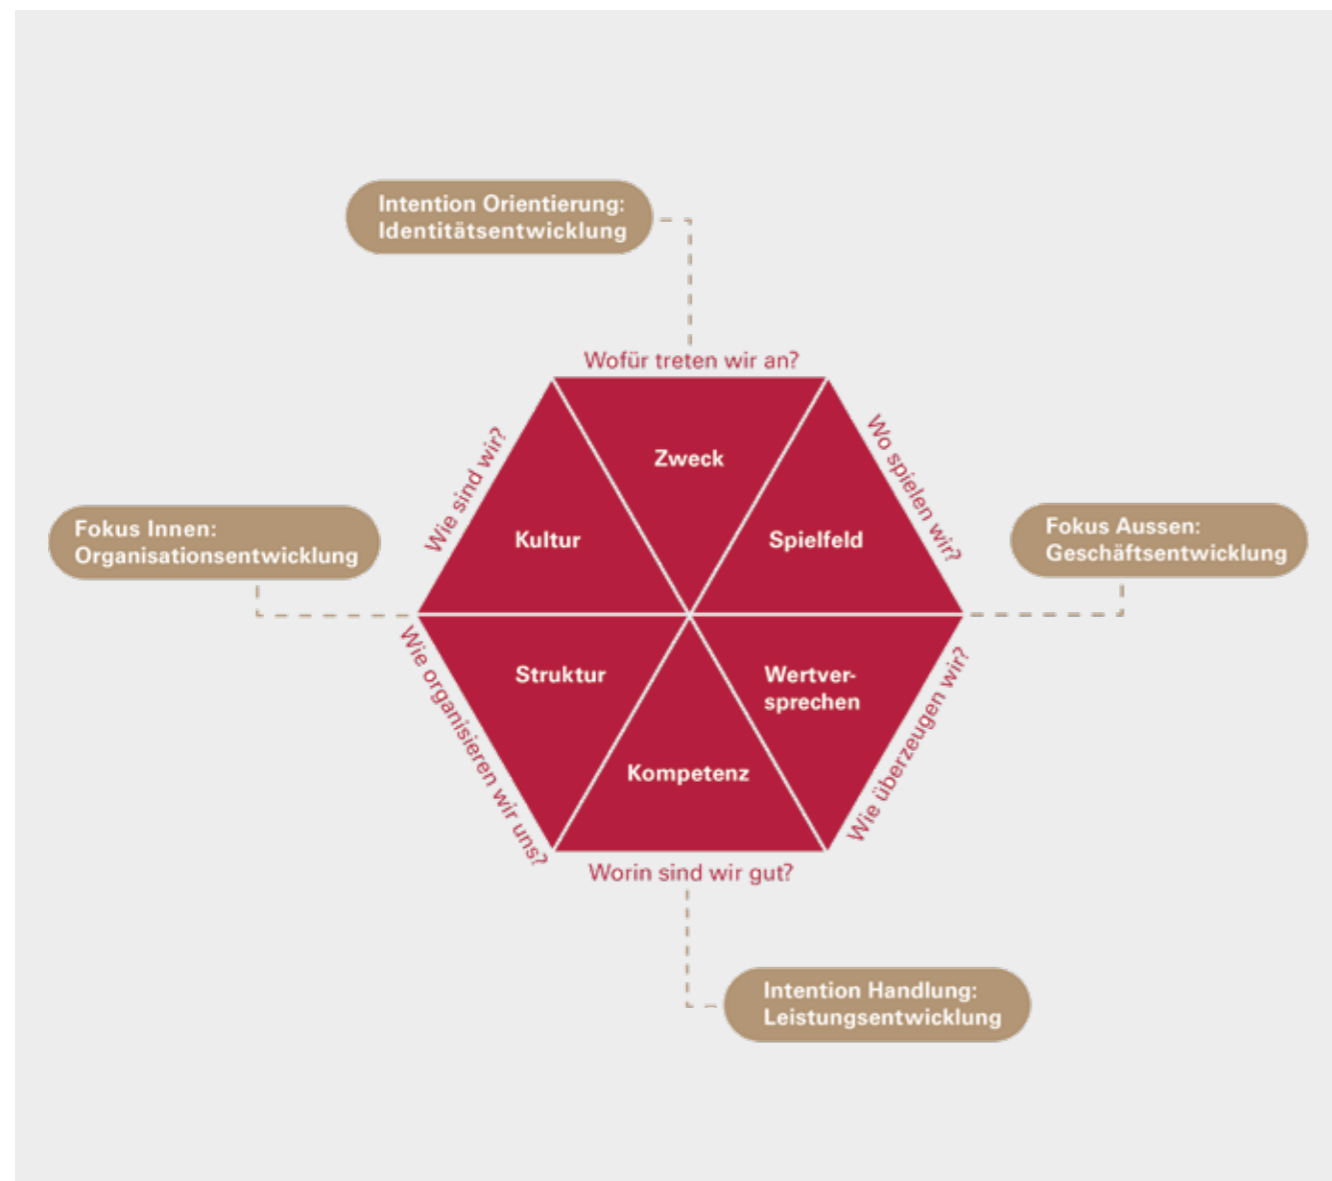 Intention Orientierung:
Identitätsentwicklung
Wofür treten wir an?
Wie sind wir?
Zweck
Wo spielen wir?
Kultur
Spielfeld
Fokus Innen:
Organisationsentwicklung
Fokus Aussen:
Geschäftsentwicklung
Wie organisieren wir uns?
Struktur
Wertver-
sprechen
Wie überzeugen wir?
Kompetenz
Worin sind wir gut?
Intention Handlung:
Leistungsentwicklung